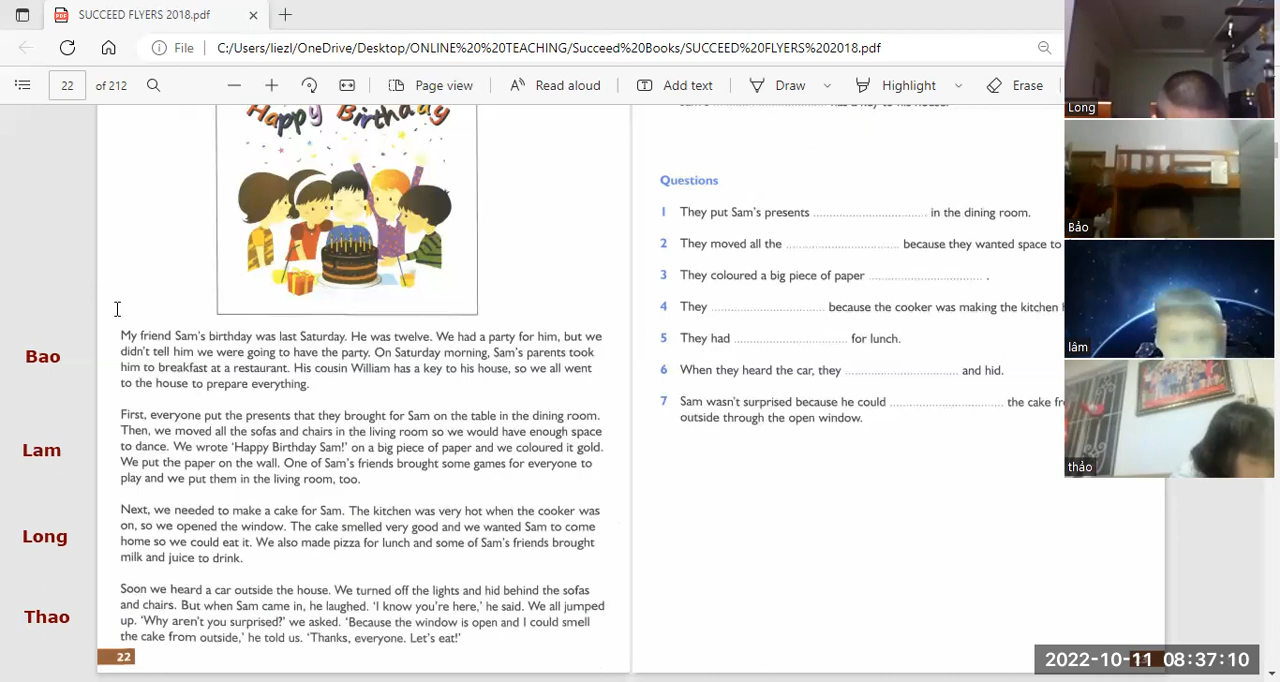 SUCCEED FLYERS 2018.pdf
File
C:/Users/liezl/OneDrive/Desktop/ONLINE%20%20TEACHING/Succeed%20Books/SUCCEED%20FLYERS%202018.pdf
22 of 212
Page view
Read aloud
Add text
Draw
Highlight
Erase
Happy Birthday
Bao
Lam
Long
Thao
My friend Sam's birthday was last Saturday. He was twelve. We had a party for him, but we
didn't tell him we were going to have the party. On Saturday morning, Sam's parents took
him to breakfast at a restaurant. His cousin William has a key to his house, so we all went
to the house to prepare everything.
First, everyone put the presents that they brought for Sam on the table in the dining room.
Then, we moved all the sofas and chairs in the living room so we would have enough space
to dance. We wrote 'Happy Birthday Sam!' on a big piece of paper and we coloured it gold.
We put the paper on the wall. One of Sam's friends brought some games for everyone to
play and we put them in the living room, too.
Next, we needed to make a cake for Sam. The kitchen was very hot when the cooker was
on, so we opened the window. The cake smelled very good and we wanted Sam to come
home so we could eat it. We also made pizza for lunch and some of Sam's friends brought
milk and juice to drink.
Soon we heard a car outside the house. We turned off the lights and hid behind the sofas
and chairs. But when Sam came in, he laughed. 'I know you're here,' he said. We all jumped
up. 'Why aren't you surprised?' we asked. 'Because the window is open and I could smell
the cake from outside,' he told us. 'Thanks, everyone. Let's eat!'
22
has a key to his house.
Questions
1 They put Sam's presents ................................ in the dining room.
2 They moved all the ................................ because they wanted space to
3 They coloured a big piece of paper ................................ .
4 They ................................ because the cooker was making the kitchen
5 They had ................................ for lunch.
6 When they heard the car, they ................................ and hid.
7 Sam wasn't surprised because he could ................................ the cake
outside through the open window.
Long
Bảo
lâm
thảo
2022-10-11 08:37:10